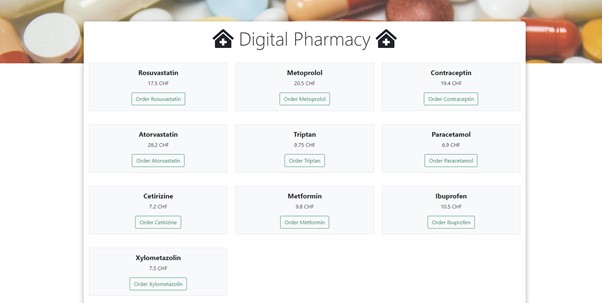 Digital Pharmacy
Rosuvastatin
17.5 CHF
Order Rosuvastatin
Metoprolol
20.5 CHF
Order Metoprolol
Contraceptin
19.4 CHF
Order Contraceptin
Atorvastatin
28.2 CHF
Order Atorvastatin
Triptan
9.75 CHF
Order Triptan
Paracetamol
6.9 CHF
Order Paracetamol
Cetirizine
7.2 CHF
Order Cetirizine
Metformin
9.8 CHF
Order Metformin
Ibuprofen
10.5 CHF
Order Ibuprofen
Xylometazolin
7.5 CHF
Order Xylometazolin